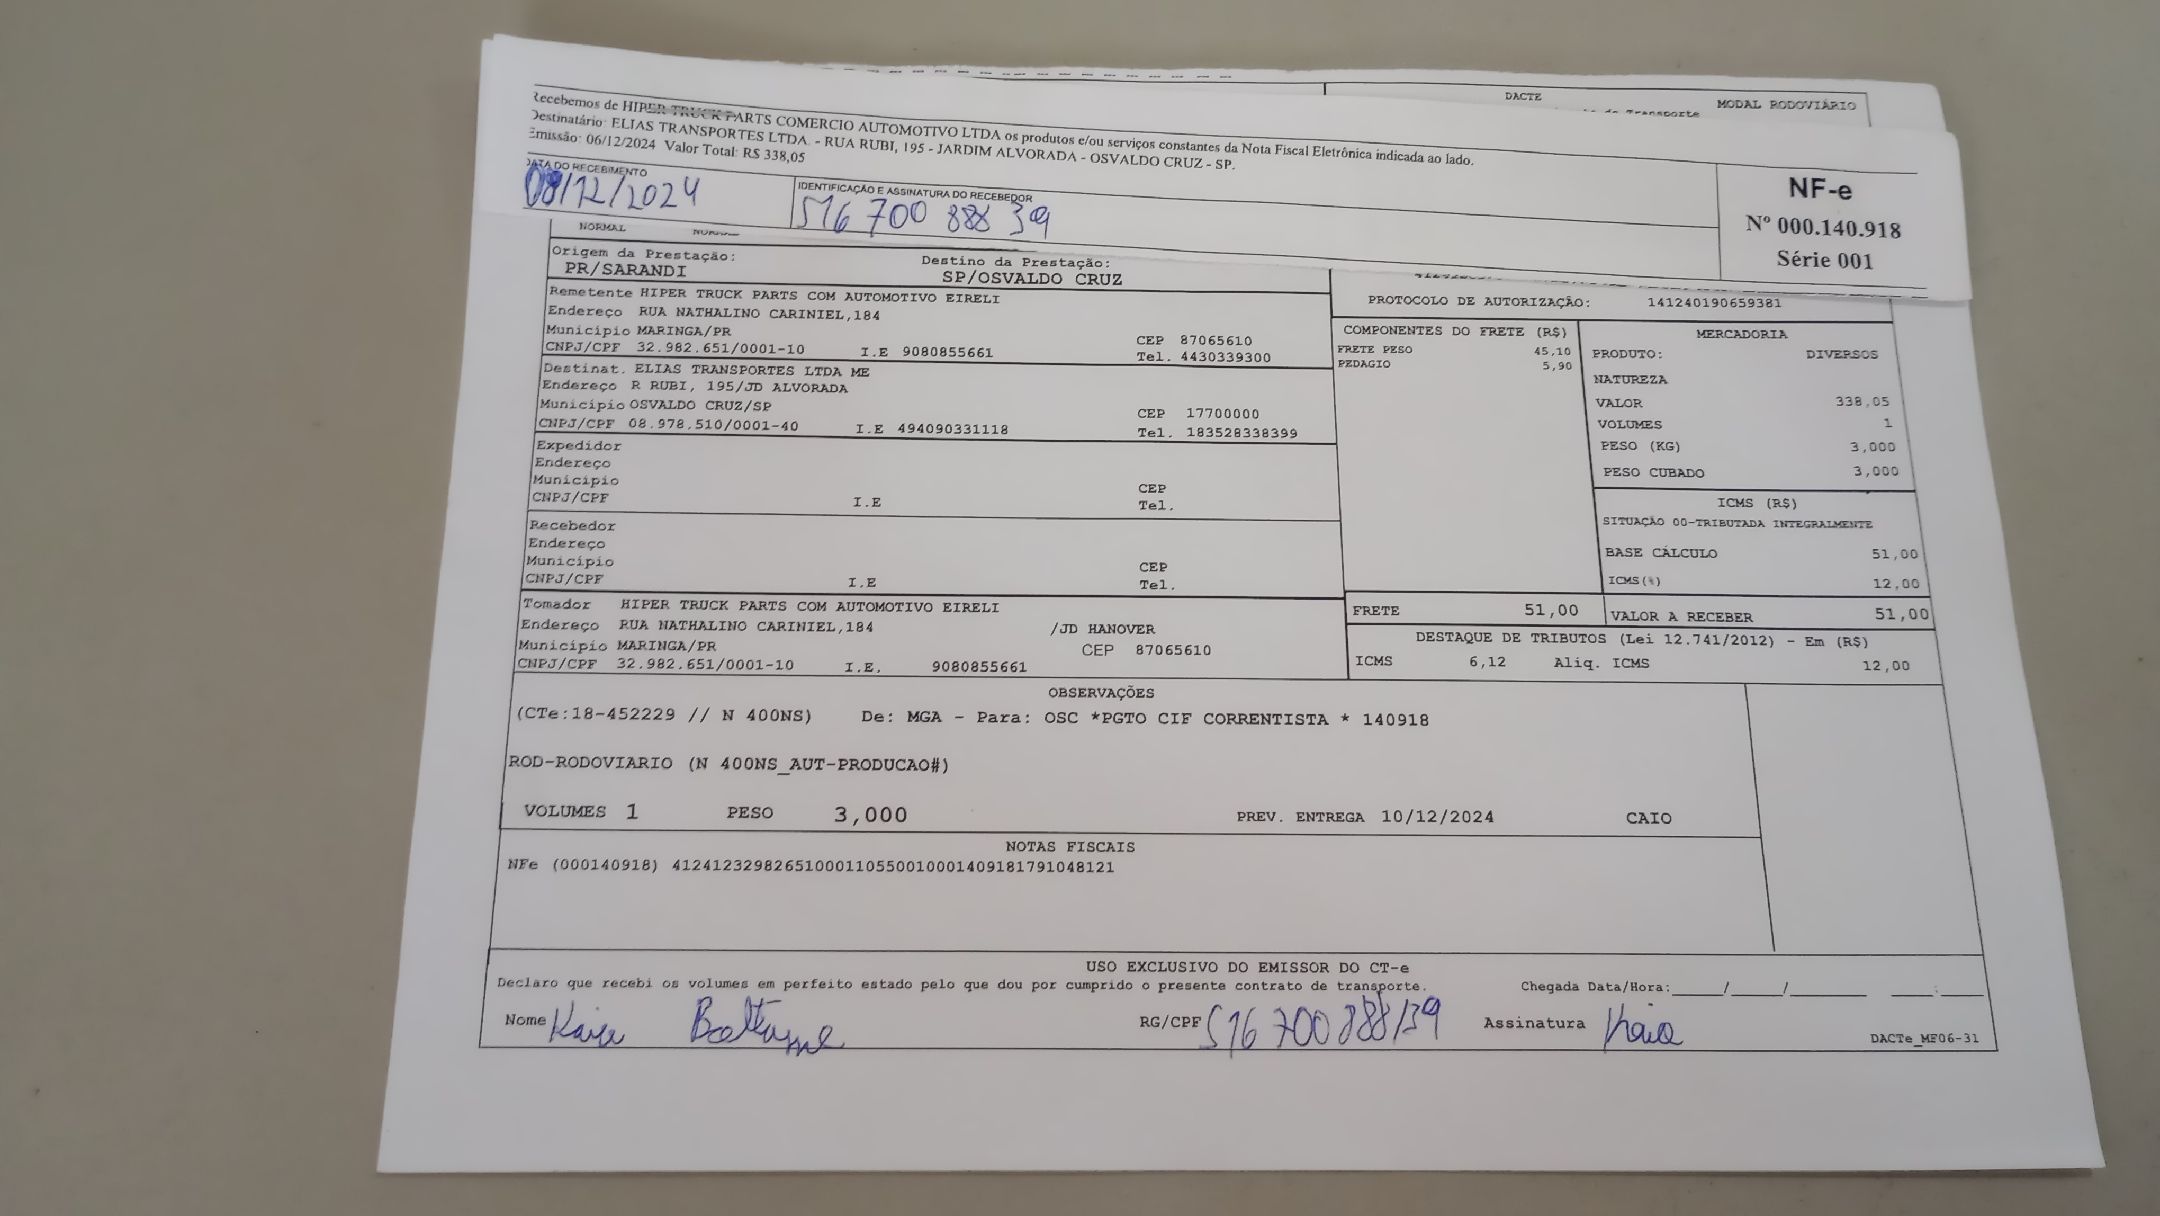 DACTE
MODAL RODOVIÁRIO
de Transporte
Recebemos de HIPER TRUCK PARTS COMERCIO AUTOMOTIVO LTDA os produtos e/ou serviços constantes da Nota Fiscal Eletrônica indicada ao lado.
Destinatário: ELIAS TRANSPORTES LTDA. - RUA RUBI, 195 - JARDIM ALVORADA - OSVALDO CRUZ - SP.
Emissão: 06/12/2024 Valor Total: R$ 338,05
DATA DO RECEBIMENTO
08/12/2024
IDENTIFICAÇÃO E ASSINATURA DO RECEBEDOR
516 700 888 39
NF-e
Nº 000.140.918
Série 001
NORMAL
Origem da Prestação:
PR/SARANDI
Destino da Prestação:
SP/OSVALDO CRUZ
PROTOCOLO DE AUTORIZAÇÃO: 141240190659381
Remetente HIPER TRUCK PARTS COM AUTOMOTIVO EIRELI
Endereço RUA NATHALINO CARINIEL,184
Município MARINGA/PR CEP 87065610
CNPJ/CPF 32.982.651/0001-10 I.E 9080855661 Tel. 4430339300
Destinat. ELIAS TRANSPORTES LTDA ME
Endereço R RUBI, 195/JD ALVORADA
Município OSVALDO CRUZ/SP CEP 17700000
CNPJ/CPF 08.978.510/0001-40 I.E 494090331118 Tel. 183528338399
Expedidor
Endereço
Município CEP
CNPJ/CPF I.E Tel.
Recebedor
Endereço
Município CEP
CNPJ/CPF I.E Tel.
Tomador HIPER TRUCK PARTS COM AUTOMOTIVO EIRELI
Endereço RUA NATHALINO CARINIEL,184 /JD HANOVER
Município MARINGA/PR CEP 87065610
CNPJ/CPF 32.982.651/0001-10 I.E. 9080855661
COMPONENTES DO FRETE (R$)
FRETE PESO 45,10
PEDAGIO 5,90
MERCADORIA
PRODUTO: DIVERSOS
NATUREZA
VALOR 338,05
VOLUMES 1
PESO (KG) 3,000
PESO CUBADO 3,000
ICMS (R$)
SITUAÇÃO 00-TRIBUTADA INTEGRALMENTE
BASE CÁLCULO 51,00
ICMS(%) 12,00
FRETE 51,00
VALOR A RECEBER 51,00
DESTAQUE DE TRIBUTOS (Lei 12.741/2012) - Em (R$)
ICMS 6,12 Aliq. ICMS 12,00
OBSERVAÇÕES
(CTe:18-452229 // N 400NS) De: MGA - Para: OSC *PGTO CIF CORRENTISTA * 140918
ROD-RODOVIARIO (N 400NS_AUT-PRODUCAO#)
VOLUMES 1 PESO 3,000 PREV. ENTREGA 10/12/2024 CAIO
NOTAS FISCAIS
NFe (000140918) 41241232982651000110550010001409181791048121
USO EXCLUSIVO DO EMISSOR DO CT-e
Declaro que recebi os volumes em perfeito estado pelo que dou por cumprido o presente contrato de transporte. Chegada Data/Hora:_____/_____/_______ ____:____
Nome RG/CPF 516 700 888/39 Assinatura
DACTe_MF06-31